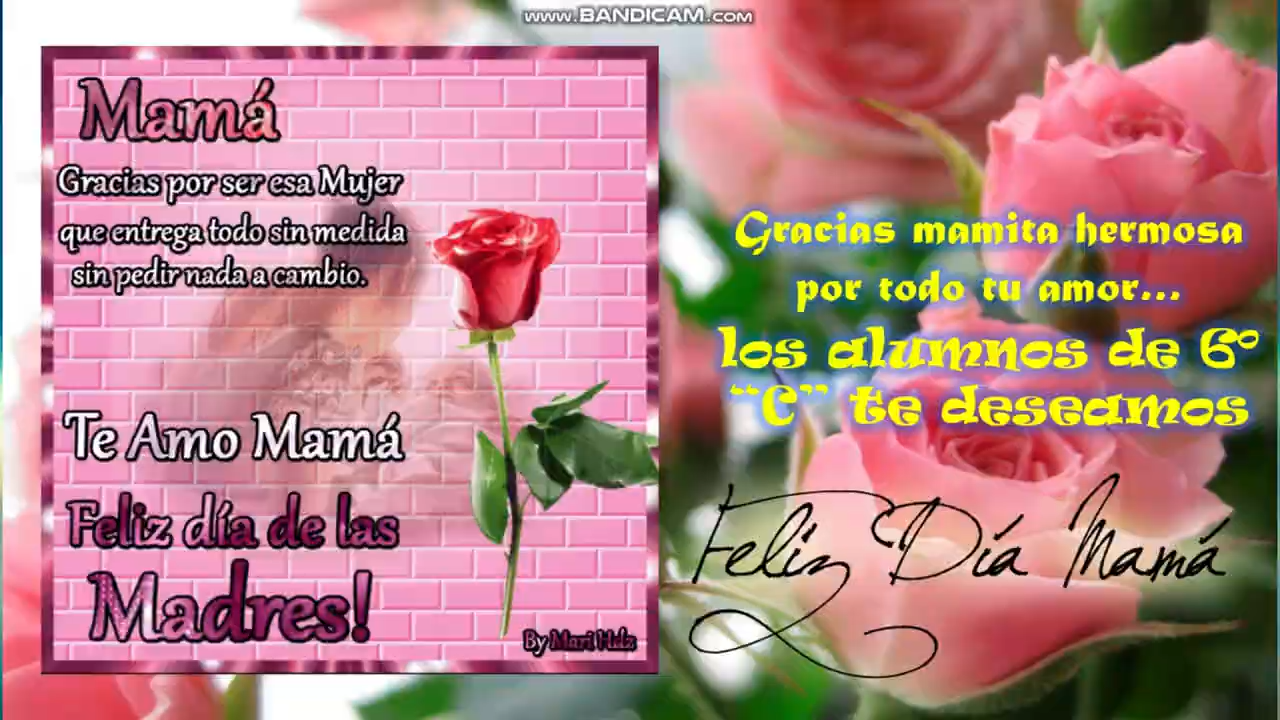 www.BANDICAM.com
Mamá
Gracias por ser esa Mujer
que entrega todo sin medida
sin pedir nada a cambio.
Te Amo Mamá
Feliz día de las
Madres!
By Mari
Gracias mamita hermosa
por todo tu amor...
los alumnos de 6º
“C” te deseamos
Feliz Día Mamá